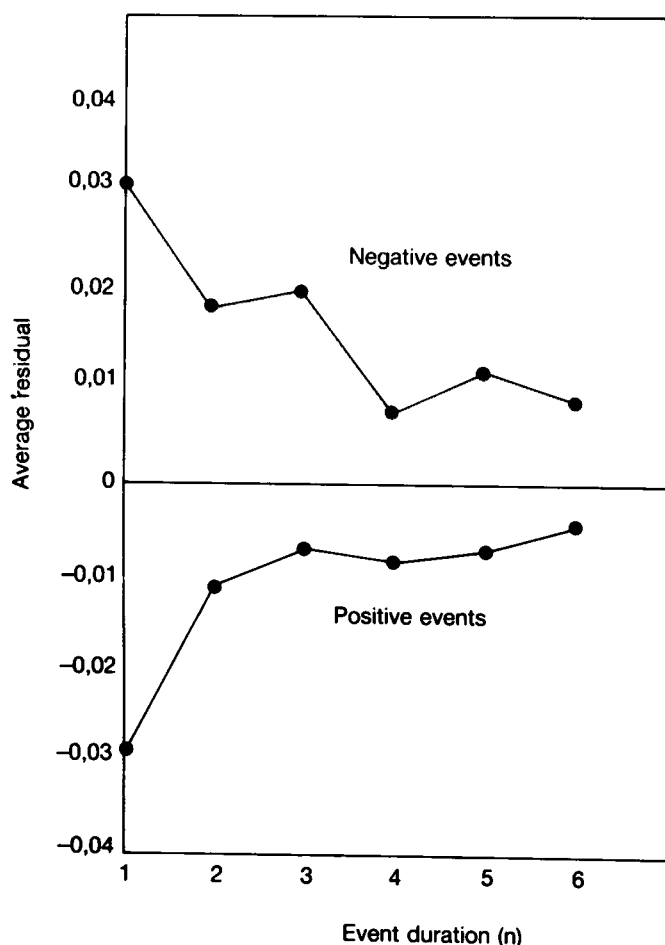 0,04
0,03
Negative events
0,02
0,01
Average residual
0
−0,01
Positive events
−0,02
−0,03
−0,04
1 2 3 4 5 6
Event duration (n)